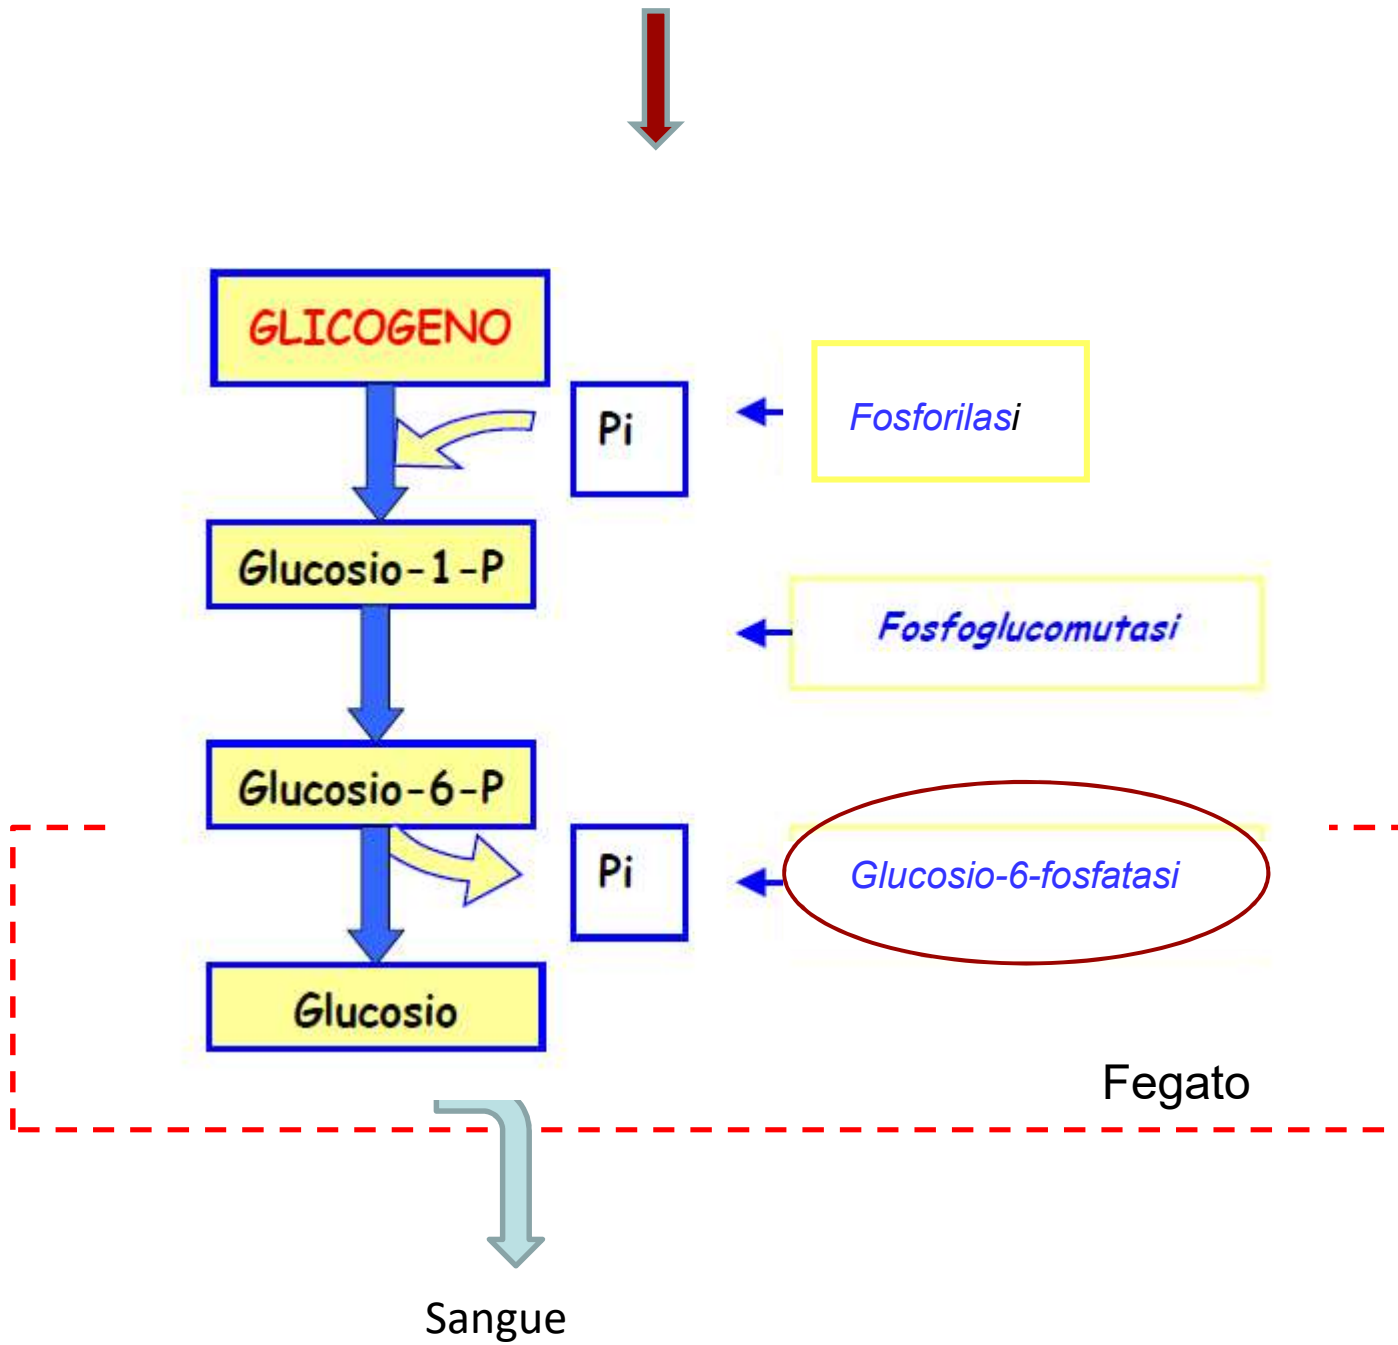 GLICOGENO
Pi
Fosforilasi
Glucosio-1-P
Fosfoglucomutasi
Glucosio-6-P
Pi
Glucosio-6-fosfatasi
Glucosio
Fegato
Sangue